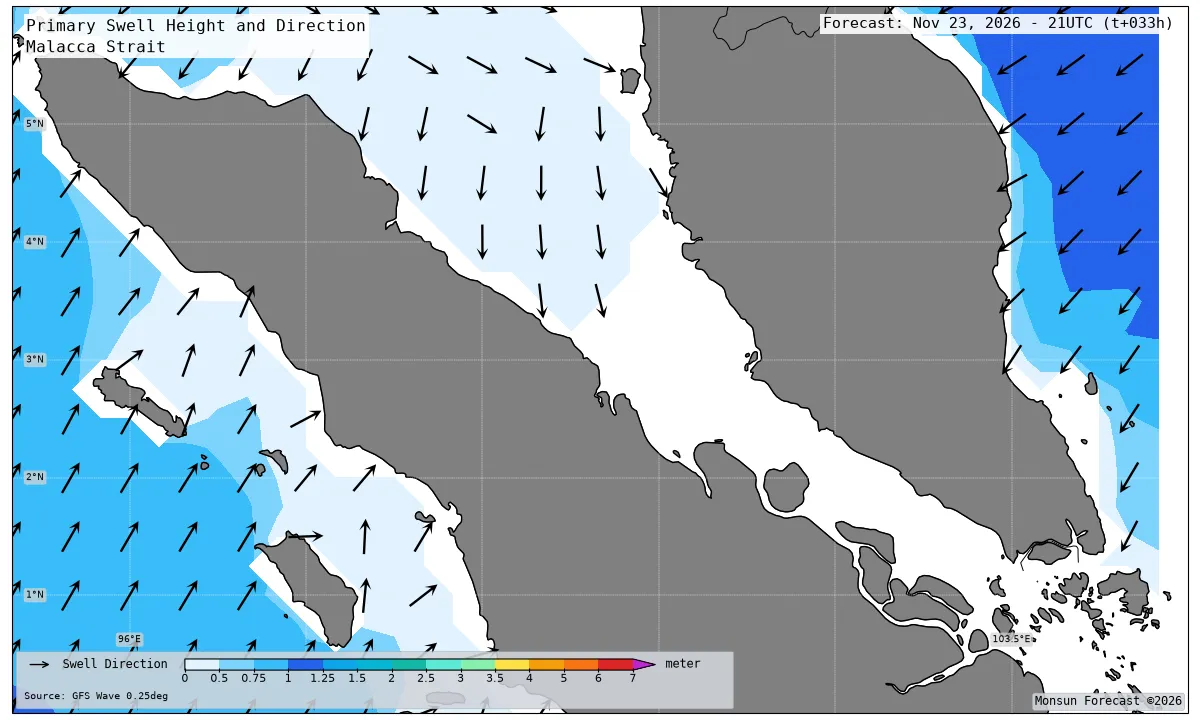 Primary Swell Height and Direction
Malacca Strait
Forecast: Nov 23, 2026 - 21UTC (t+033h)
5°N
4°N
3°N
2°N
1°N
96°E
103.5°E
Swell Direction
meter
0 0.5 0.75 1 1.25 1.5 2 2.5 3 3.5 4 5 6 7
Source: GFS Wave 0.25deg
Monsun Forecast ©2026